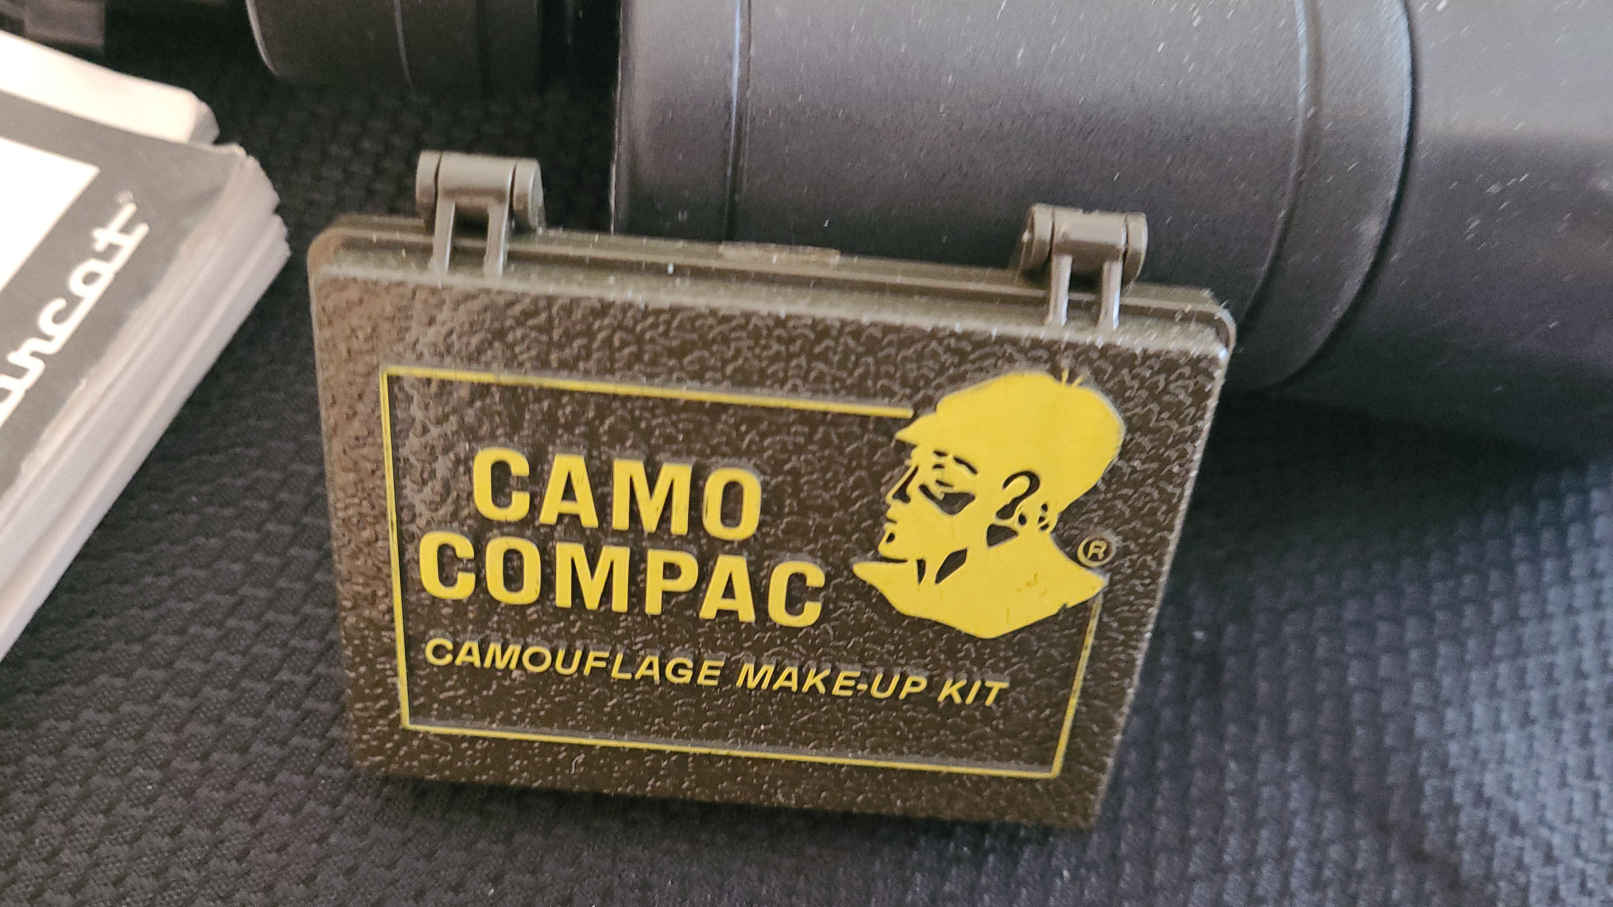 CAMO
COMPAC
®
CAMOUFLAGE MAKE-UP KIT